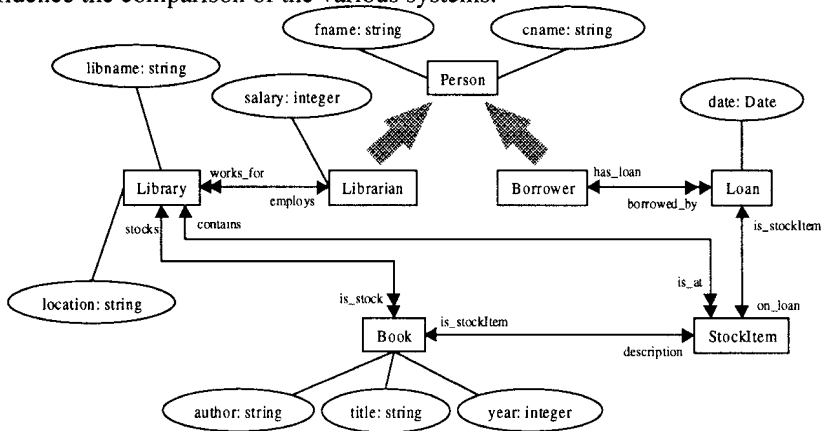 idence the comparison of the various systems.
fname: string
cname: string
libname: string
Person
salary: integer
date: Date
works_for
has_loan
Library
Librarian
Borrower
Loan
employs
borrowed_by
stocks
contains
is_stockItem
location: string
is_stock
is_stockItem
is_at
on_loan
Book
StockItem
description
author: string
title: string
year: integer